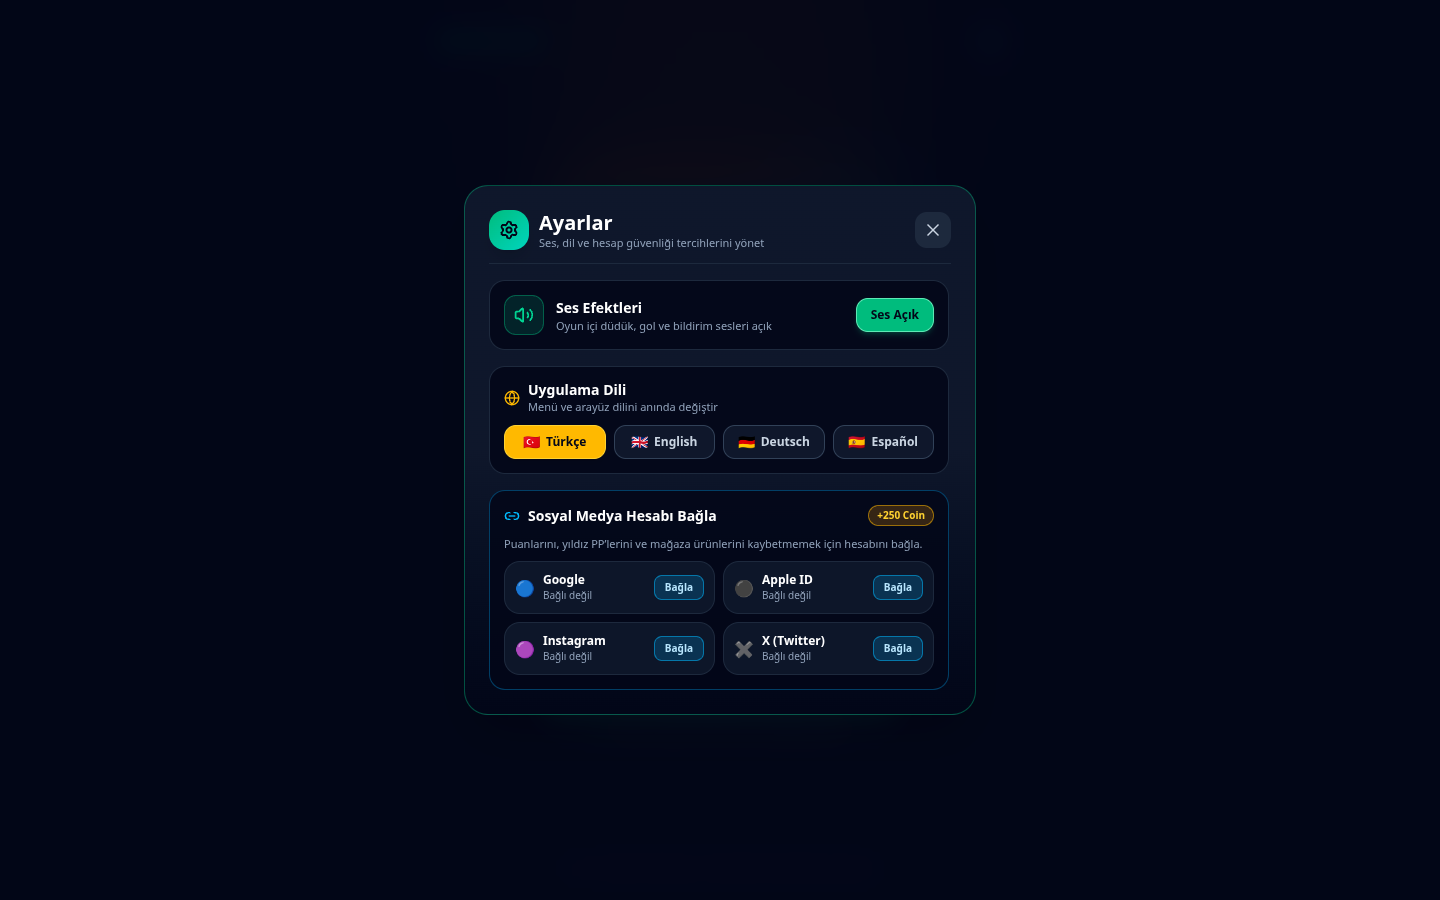 Ayarlar
Ses, dil ve hesap güvenliği tercihlerini yönet
Ses Efektleri
Oyun içi düdük, gol ve bildirim sesleri açık
Ses Açık
Uygulama Dili
Menü ve arayüz dilini anında değiştir
Türkçe
English
Deutsch
Español
Sosyal Medya Hesabı Bağla
+250 Coin
Puanlarını, yıldız PP'lerini ve mağaza ürünlerini kaybetmemek için hesabını bağla.
Google
Bağlı değil
Bağla
Apple ID
Bağlı değil
Bağla
Instagram
Bağlı değil
Bağla
X (Twitter)
Bağlı değil
Bağla